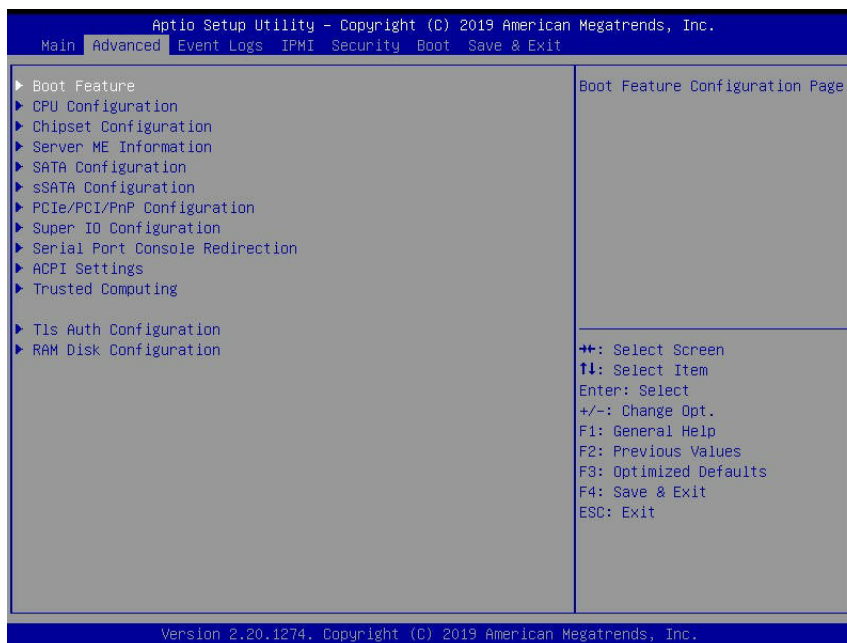 Aptio Setup Utility – Copyright (C) 2019 American Megatrends, Inc.
Main Advanced Event Logs IPMI Security Boot Save & Exit
Boot Feature
CPU Configuration
Chipset Configuration
Server ME Information
SATA Configuration
sSATA Configuration
PCIe/PCI/PnP Configuration
Super IO Configuration
Serial Port Console Redirection
ACPI Settings
Trusted Computing
Tls Auth Configuration
RAM Disk Configuration
Boot Feature Configuration Page
→←: Select Screen
↑↓: Select Item
Enter: Select
+/-: Change Opt.
F1: General Help
F2: Previous Values
F3: Optimized Defaults
F4: Save & Exit
ESC: Exit
Version 2.20.1274. Copyright (C) 2019 American Megatrends, Inc.